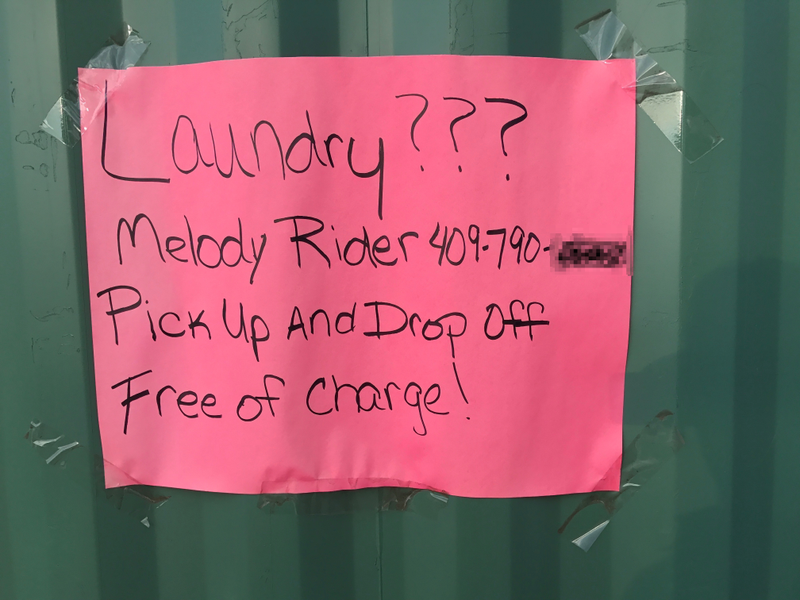 Laundry???
Melody Rider 409-790-
Pick Up And Drop Off
Free of Charge!